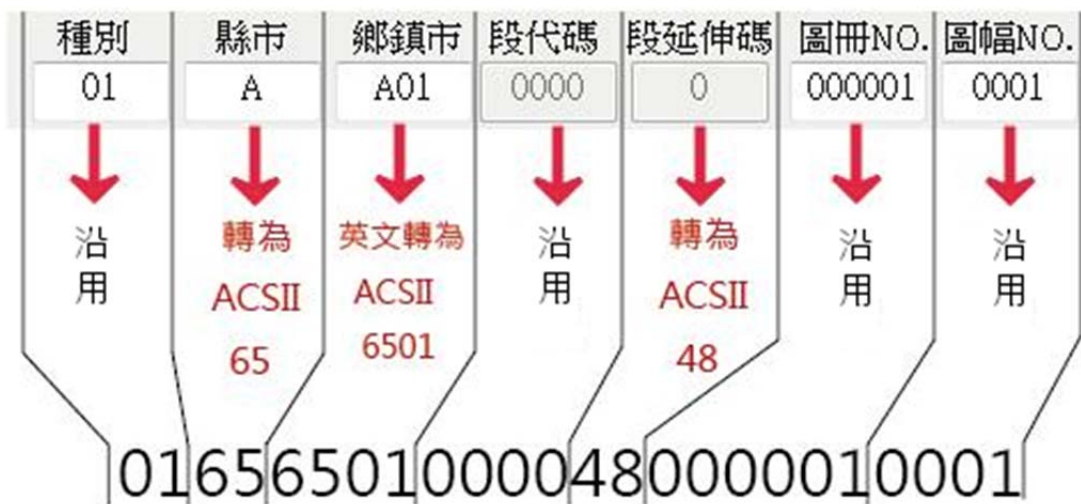 種別 縣市 鄉鎮市 段代碼 段延伸碼 圖冊NO. 圖幅NO.
01 A A01 0000 0 000001 0001
沿用 轉為 英文轉為 沿用 轉為 沿用 沿用
ACSII ACSII ACSII
65 6501 48
01656501000048000000010001